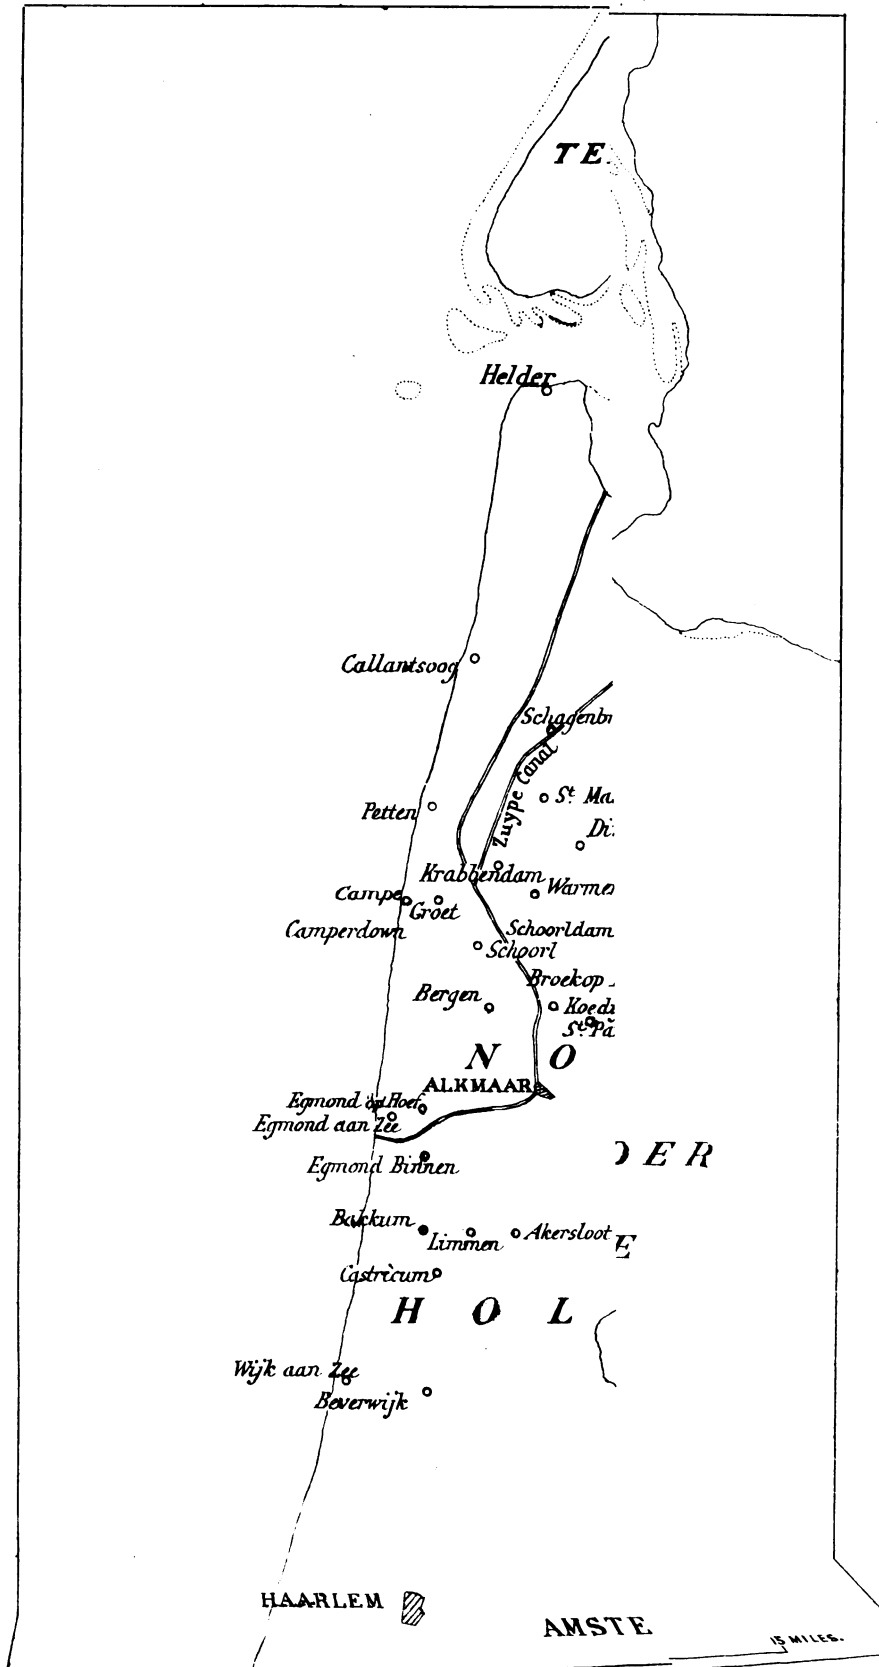 TE
Helder
Callantsoog
Schagenbr
Zuype Canal
St. Ma
Petten
Di
Krabbendam
Campe
Groet
Warmen
Camperdown
Schoorldam
Schoorl
Broekop
Bergen
Koedi
St. Pa
N O
ALKMAAR
Egmond op Hoef
Egmond aan Zee
DER
Egmond Binnen
Bakkum
Limmen
Akersloot
E
Castricum
H O L
Wijk aan Zee
Beverwijk
HAARLEM
AMSTE
15 MILES.